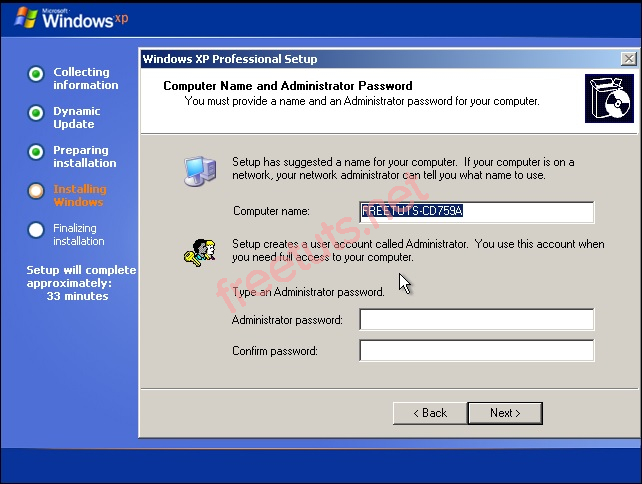 Microsoft
Windows xp
Collecting
information
Dynamic
Update
Preparing
installation
Installing
Windows
Finalizing
installation
Setup will complete
approximately:
33 minutes
Windows XP Professional Setup
Computer Name and Administrator Password
You must provide a name and an Administrator password for your computer.
Setup has suggested a name for your computer. If your computer is on a
network, your network administrator can tell you what name to use.
Computer name:
FREETUTS-CD759A
Setup creates a user account called Administrator. You use this account when
you need full access to your computer.
Type an Administrator password.
Administrator password:
Confirm password:
< Back
Next >
freetuts.net